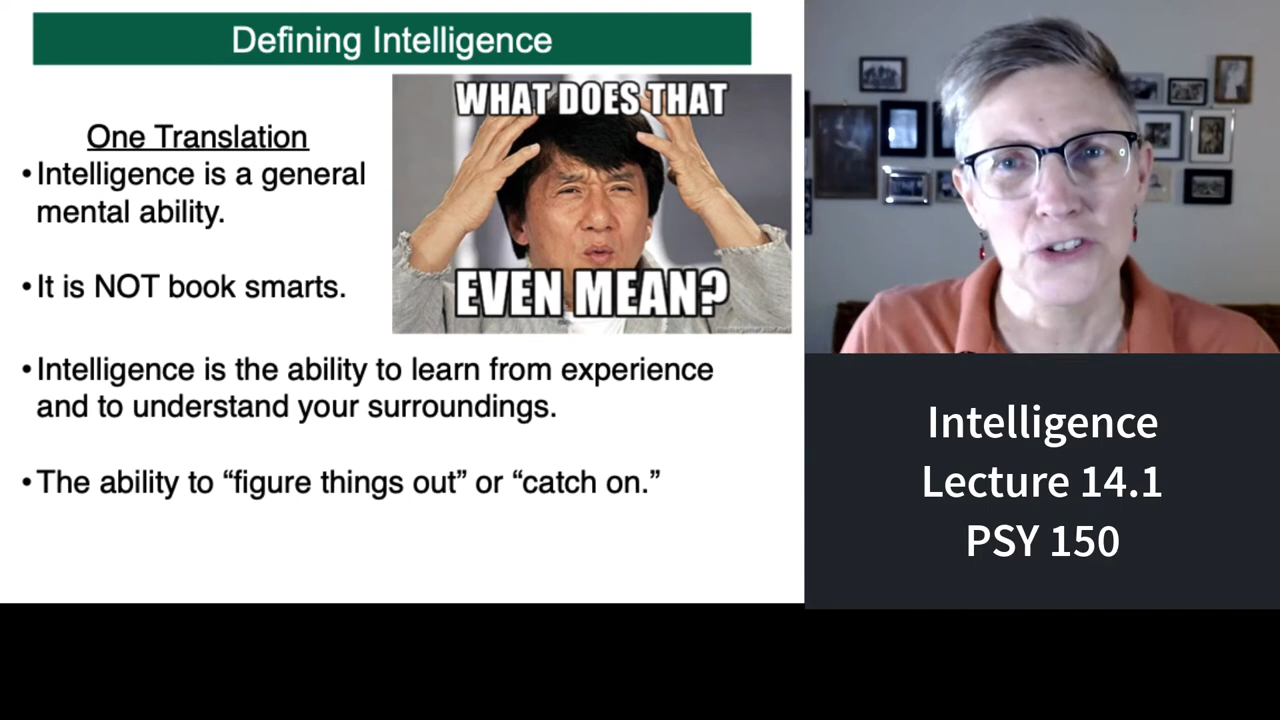 Defining Intelligence
One Translation
• Intelligence is a general
mental ability.
• It is NOT book smarts.
• Intelligence is the ability to learn from experience
and to understand your surroundings.
• The ability to “figure things out” or “catch on.”
WHAT DOES THAT
EVEN MEAN?
Intelligence
Lecture 14.1
PSY 150